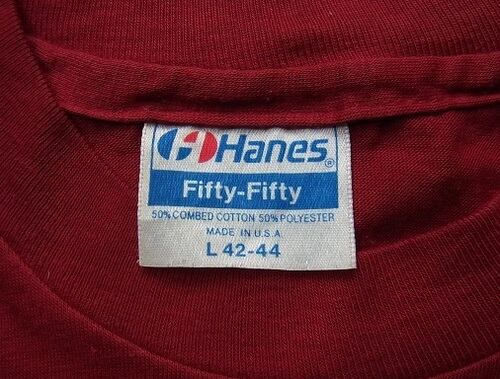 Hanes®
Fifty-Fifty
50% COMBED COTTON 50% POLYESTER
MADE IN U.S.A.
L 42-44